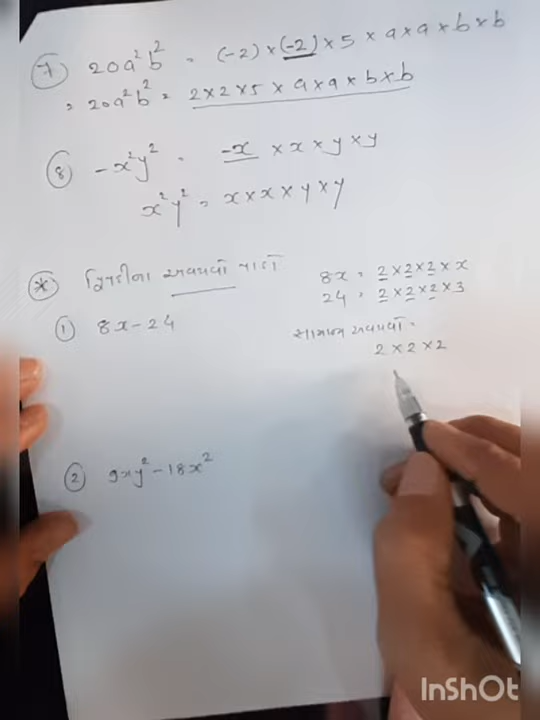 7 20a²b² = (-2) × (-2) × 5 × a × a × b × b
= 20a²b² = 2 × 2 × 5 × a × a × b × b
8 -x²y² = -x × x × y × y
x²y² = x × x × y × y
* દ્વિપદીના અવયવો પાડો
8x = 2 × 2 × 2 × x
24 = 2 × 2 × 2 × 3
1 8x - 24
સામાન્ય અવયવો =
2 × 2 × 2
2 9xy² - 18x²
InShOt